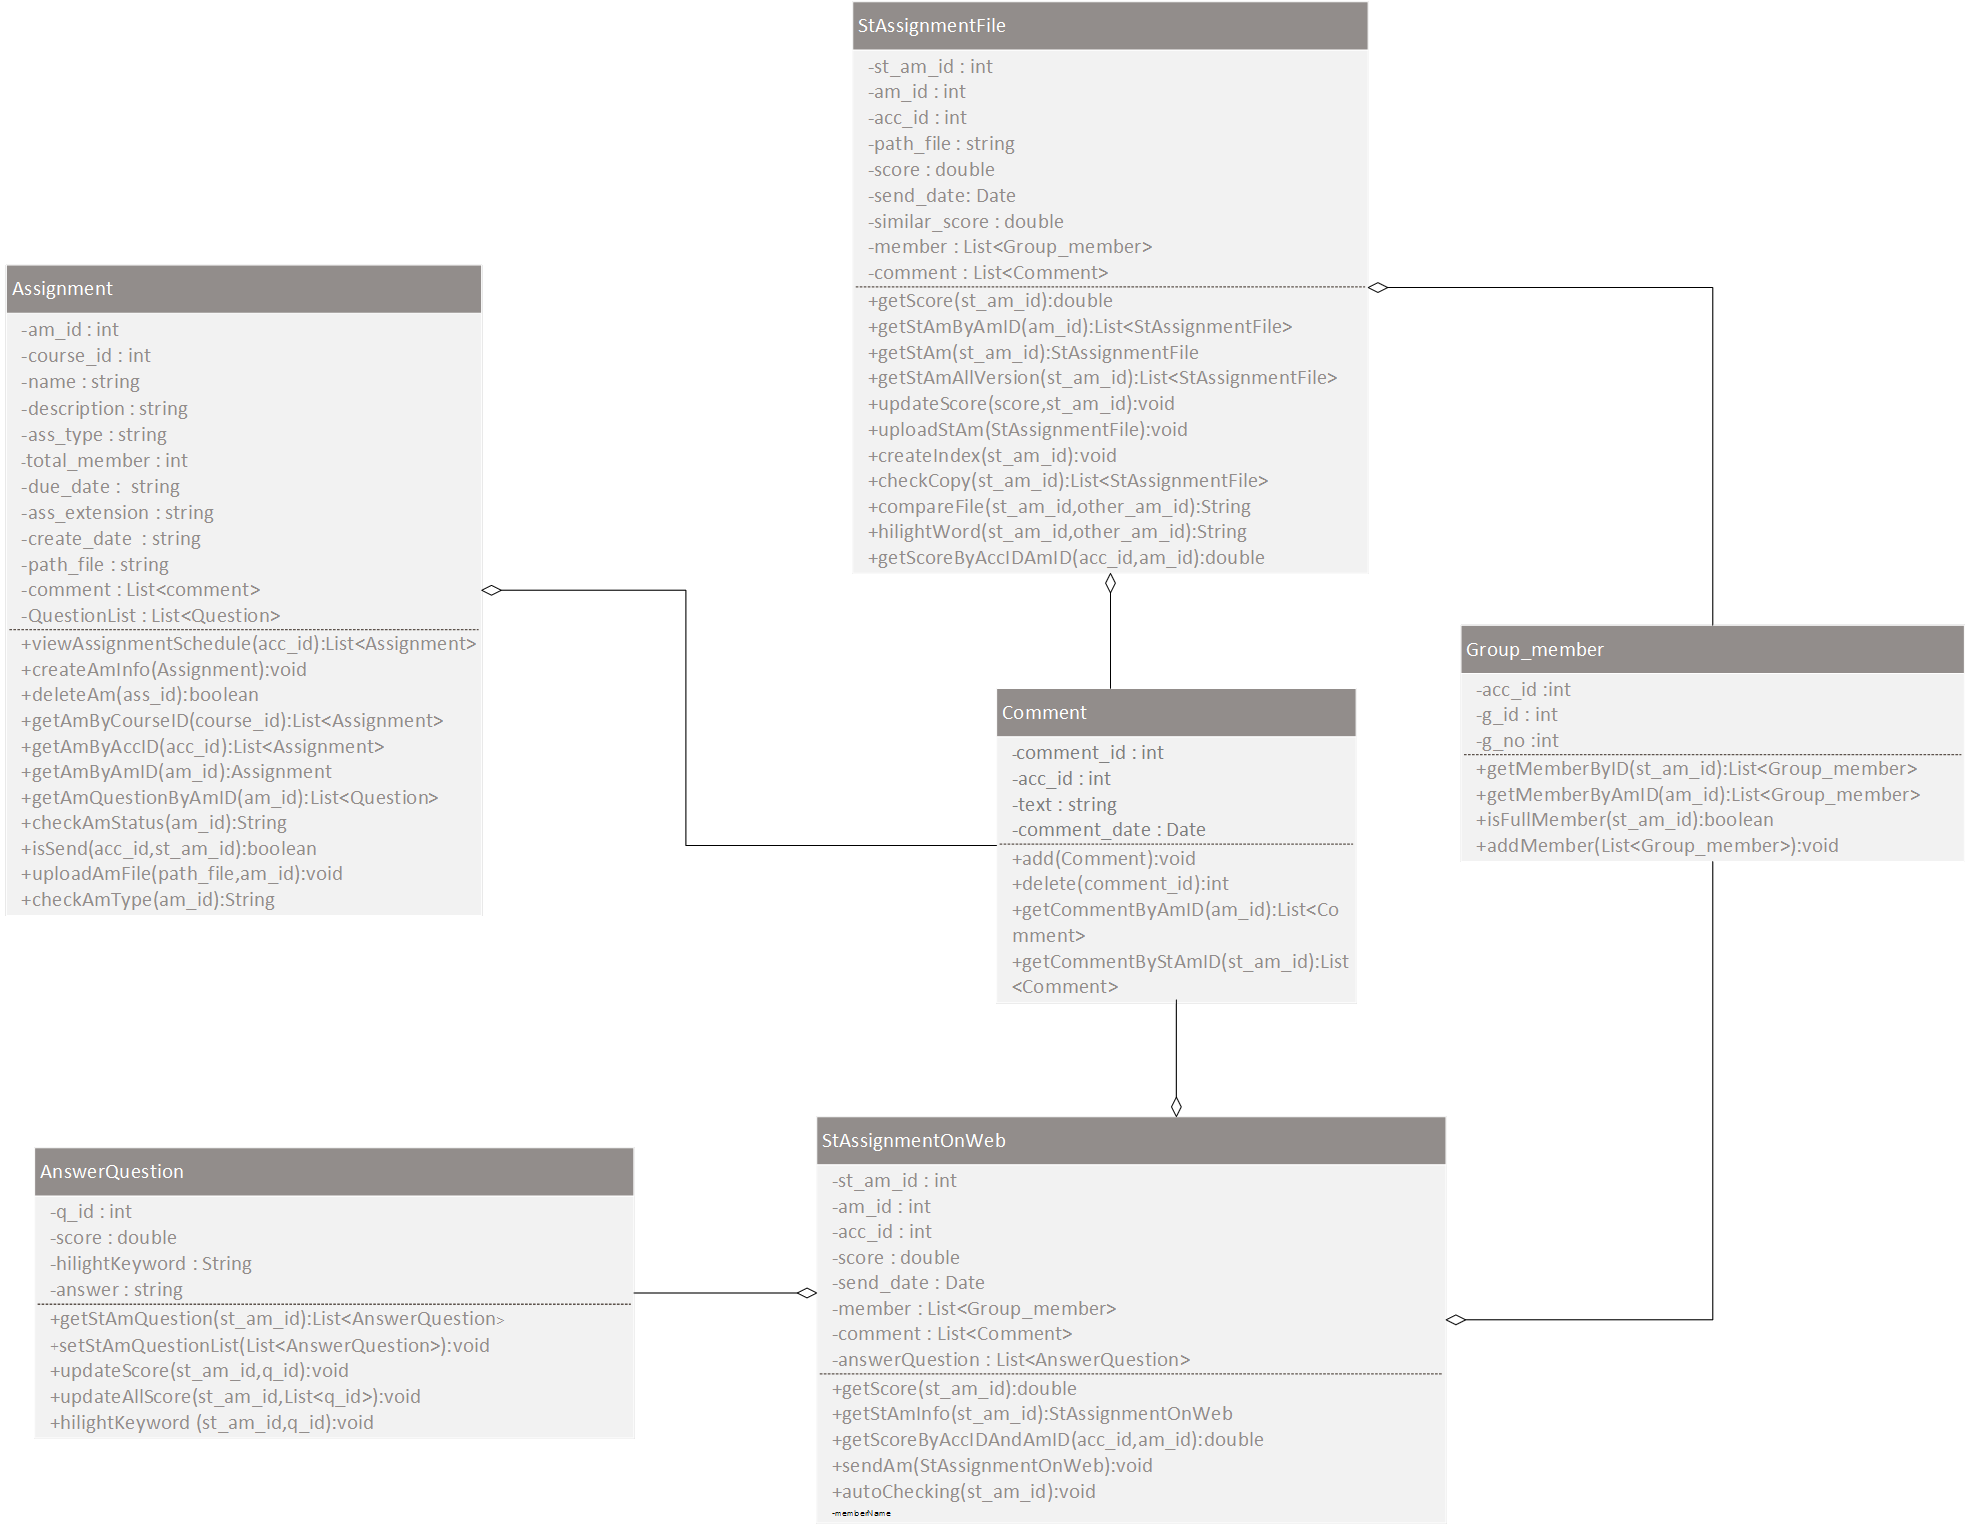 StAssignmentFile
-st_am_id : int
-am_id : int
-acc_id : int
-path_file : string
-score : double
-send_date: Date
-similar_score : double
-member : List<Group_member>
-comment : List<Comment>
+getScore(st_am_id):double
+getStAmByAmID(am_id):List<StAssignmentFile>
+getStAm(st_am_id):StAssignmentFile
+getStAmAllVersion(st_am_id):List<StAssignmentFile>
+updateScore(score,st_am_id):void
+uploadStAm(StAssignmentFile):void
+createIndex(st_am_id):void
+checkCopy(st_am_id):List<StAssignmentFile>
+compareFile(st_am_id,other_am_id):String
+hilightWord(st_am_id,other_am_id):String
+getScoreByAccIDAmID(acc_id,am_id):double
Assignment
-am_id : int
-course_id : int
-name : string
-description : string
-ass_type : string
-total_member : int
-due_date :  string
-ass_extension : string
-create_date  : string
-path_file : string
-comment : List<comment>
-QuestionList : List<Question>
+viewAssignmentSchedule(acc_id):List<Assignment>
+createAmInfo(Assignment):void
+deleteAm(ass_id):boolean
+getAmByCourseID(course_id):List<Assignment>
+getAmByAccID(acc_id):List<Assignment>
+getAmByAmID(am_id):Assignment
+getAmQuestionByAmID(am_id):List<Question>
+checkAmStatus(am_id):String
+isSend(acc_id,st_am_id):boolean
+uploadAmFile(path_file,am_id):void
+checkAmType(am_id):String
Group_member
-acc_id :int
-g_id : int
-g_no :int
+getMemberByID(st_am_id):List<Group_member>
+getMemberByAmID(am_id):List<Group_member>
+isFullMember(st_am_id):boolean
+addMember(List<Group_member>):void
Comment
-comment_id : int
-acc_id : int
-text : string
-comment_date : Date
+add(Comment):void
+delete(comment_id):int
+getCommentByAmID(am_id):List<Co
mment>
+getCommentByStAmID(st_am_id):List
<Comment>
AnswerQuestion
-q_id : int
-score : double
-hilightKeyword : String
-answer : string
+getStAmQuestion(st_am_id):List<AnswerQuestion>
+setStAmQuestionList(List<AnswerQuestion>):void
+updateScore(st_am_id,q_id):void
+updateAllScore(st_am_id,List<q_id>):void
+hilightKeyword (st_am_id,q_id):void
StAssignmentOnWeb
-st_am_id : int
-am_id : int
-acc_id : int
-score : double
-send_date : Date
-member : List<Group_member>
-comment : List<Comment>
-answerQuestion : List<AnswerQuestion>
+getScore(st_am_id):double
+getStAmInfo(st_am_id):StAssignmentOnWeb
+getScoreByAccIDAndAmID(acc_id,am_id):double
+sendAm(StAssignmentOnWeb):void
+autoChecking(st_am_id):void
-memberName